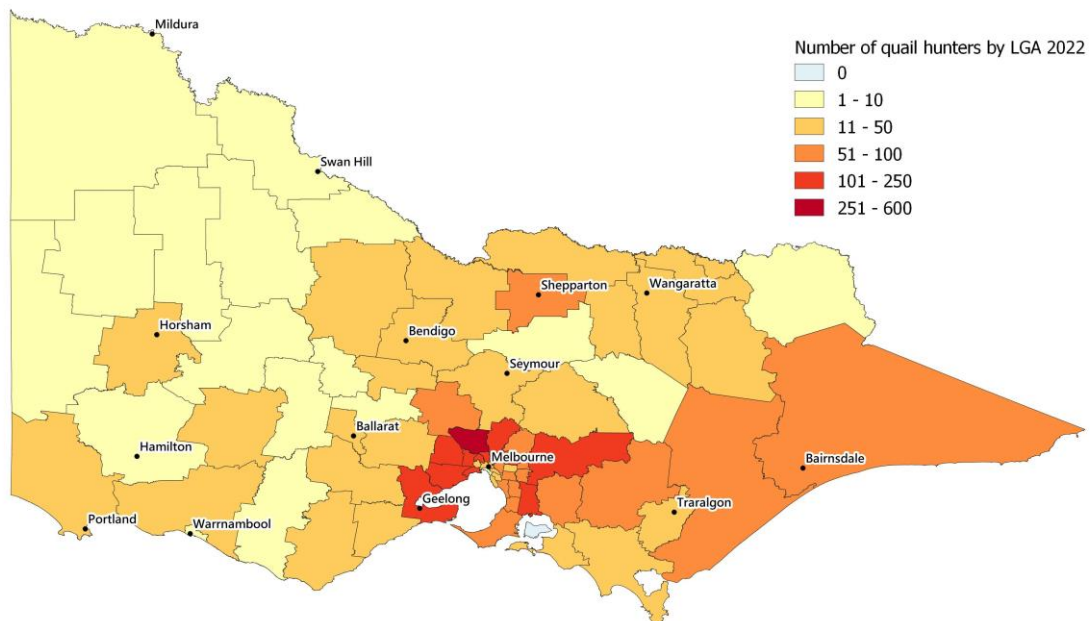 Mildura
Number of quail hunters by LGA 2022
0
1 - 10
11 - 50
51 - 100
101 - 250
251 - 600
Swan Hill
Shepparton
Wangaratta
Horsham
Bendigo
Seymour
Ballarat
Hamilton
Melbourne
Bairnsdale
Geelong
Traralgon
Portland
Warrnambool